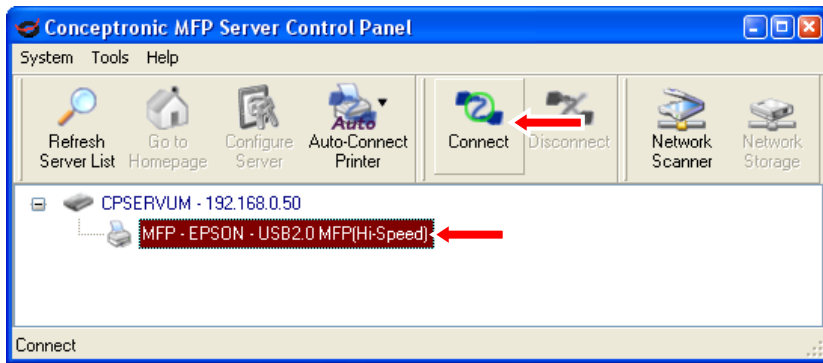 Conceptronic MFP Server Control Panel
System Tools Help
Refresh Server List
Go to Homepage
Configure Server
Auto
Auto-Connect Printer
Connect
Disconnect
Network Scanner
Network Storage
CPSERVUM - 192.168.0.50
MFP - EPSON - USB2.0 MFP(Hi-Speed)
Connect